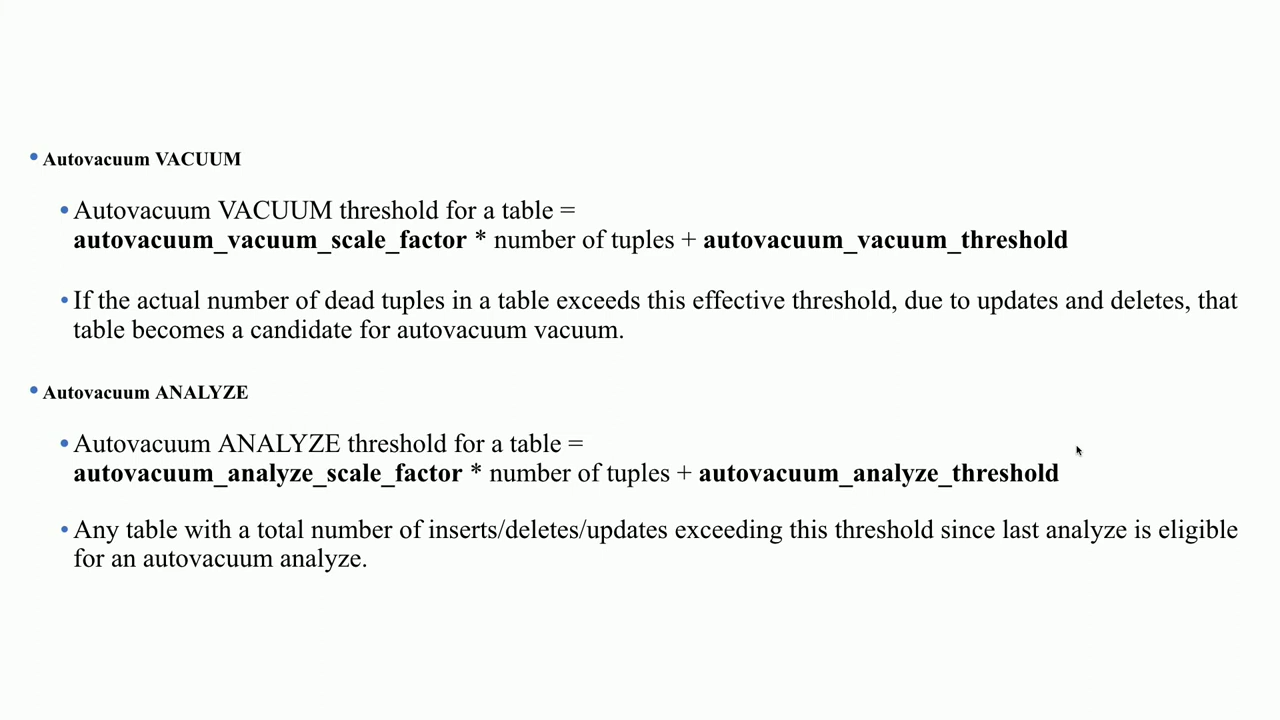 • Autovacuum VACUUM
• Autovacuum VACUUM threshold for a table =
autovacuum_vacuum_scale_factor * number of tuples + autovacuum_vacuum_threshold
• If the actual number of dead tuples in a table exceeds this effective threshold, due to updates and deletes, that
table becomes a candidate for autovacuum vacuum.
• Autovacuum ANALYZE
• Autovacuum ANALYZE threshold for a table =
autovacuum_analyze_scale_factor * number of tuples + autovacuum_analyze_threshold
• Any table with a total number of inserts/deletes/updates exceeding this threshold since last analyze is eligible
for an autovacuum analyze.